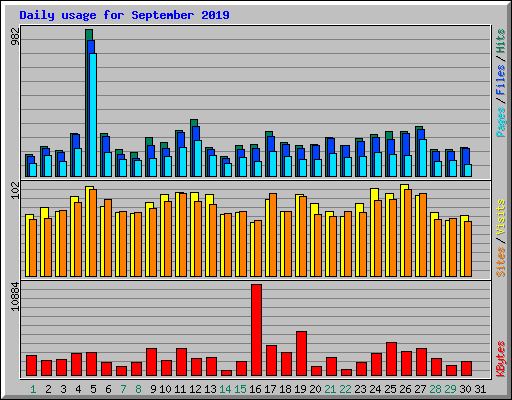 Daily usage for September 2019
982
Pages / Files / Hits
102
Sites / Visits
10884
KBytes
1 2 3 4 5 6 7 8 9 10 11 12 13 14 15 16 17 18 19 20 21 22 23 24 25 26 27 28 29 30 31